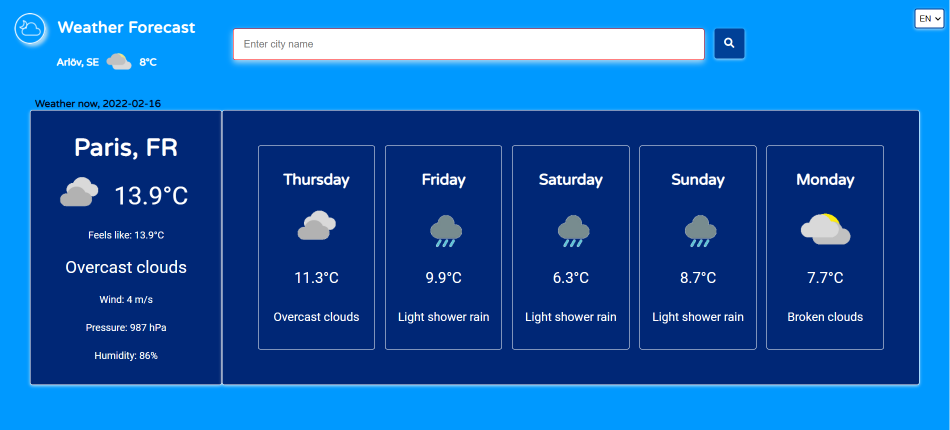 Weather Forecast
Enter city name
EN
Arlöv, SE 8°C
Weather now, 2022-02-16
Paris, FR
13.9°C
Feels like: 13.9°C
Overcast clouds
Wind: 4 m/s
Pressure: 987 hPa
Humidity: 86%
Thursday
11.3°C
Overcast clouds
Friday
9.9°C
Light shower rain
Saturday
6.3°C
Light shower rain
Sunday
8.7°C
Light shower rain
Monday
7.7°C
Broken clouds